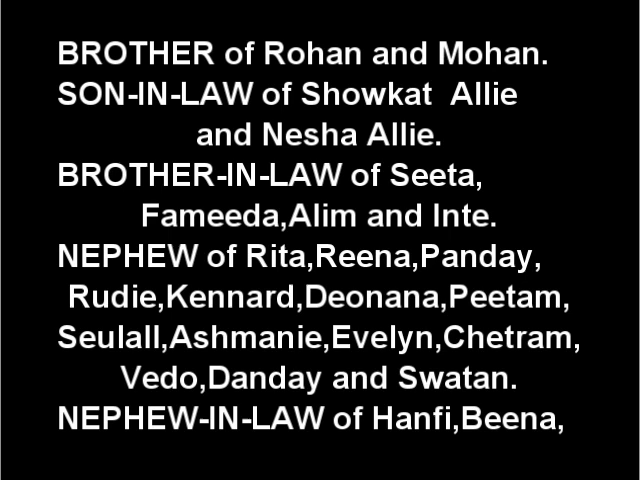 BROTHER of Rohan and Mohan.
SON-IN-LAW of Showkat  Allie
and Nesha Allie.
BROTHER-IN-LAW of Seeta,
Fameeda,Alim and Inte.
NEPHEW of Rita,Reena,Panday,
Rudie,Kennard,Deonana,Peetam,
Seulall,Ashmanie,Evelyn,Chetram,
Vedo,Danday and Swatan.
NEPHEW-IN-LAW of Hanfi,Beena,